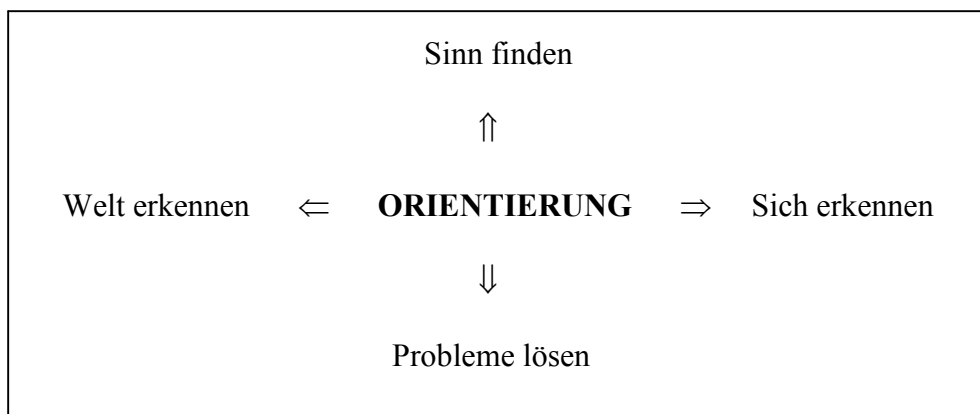 Sinn finden
⇑
Welt erkennen ⇐ ORIENTIERUNG ⇒ Sich erkennen
⇓
Probleme lösen